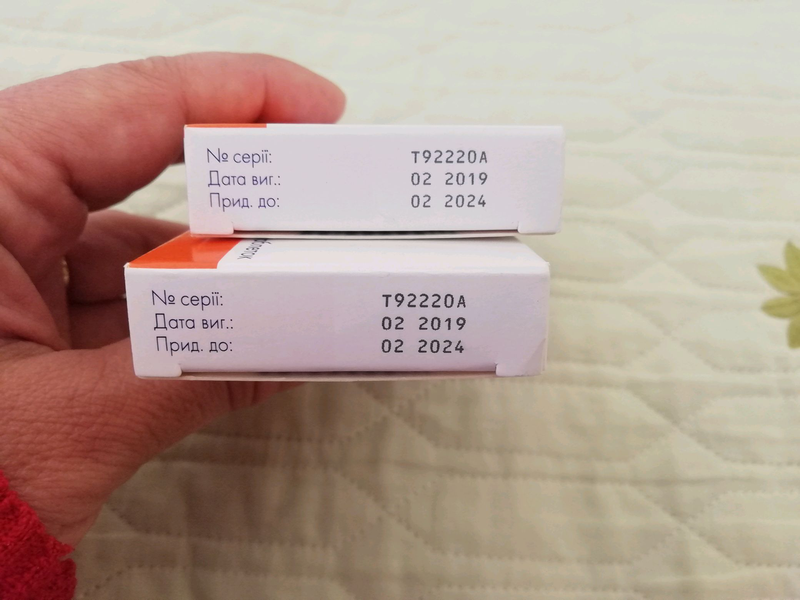 № серії: T92220A
Дата виг.: 02 2019
Прид. до: 02 2024
№ серії: T92220A
Дата виг.: 02 2019
Прид. до: 02 2024